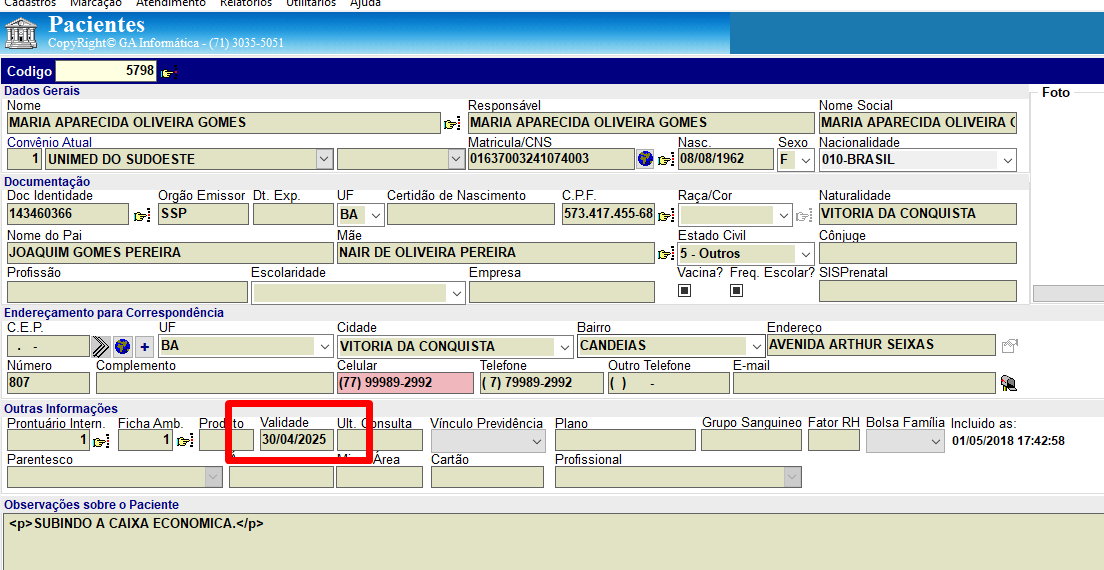 Cadastros Marcação Atendimento Relatórios Utilitários Ajuda
Pacientes
CopyRight© GA Informática - (71) 3035-5051
Codigo 5798
Dados Gerais
Foto
Nome Responsável Nome Social
MARIA APARECIDA OLIVEIRA GOMES MARIA APARECIDA OLIVEIRA GOMES MARIA APARECIDA OLIVEIRA G
Convênio Atual Matricula/CNS Nasc. Sexo Nacionalidade
1 UNIMED DO SUDOESTE 01637003241074003 08/08/1962 F 010-BRASIL
Documentação
Doc Identidade Orgão Emissor Dt. Exp. UF Certidão de Nascimento C.P.F. Raça/Cor Naturalidade
143460366 SSP BA 573.417.455-68 VITORIA DA CONQUISTA
Nome do Pai Mãe Estado Civil Cônjuge
JOAQUIM GOMES PEREIRA NAIR DE OLIVEIRA PEREIRA 5 - Outros
Profissão Escolaridade Empresa Vacina? Freq. Escolar? SISPrenatal
Endereçamento para Correspôndência
C.E.P. UF Cidade Bairro Endereço
. - BA VITORIA DA CONQUISTA CANDEIAS AVENIDA ARTHUR SEIXAS
Número Complemento Celular Telefone Outro Telefone E-mail
807 (77) 99989-2992 ( 7) 79989-2992 ( ) -
Outras Informações
Prontuário Intern. Ficha Amb. Produto Validade Ult. Consulta Vínculo Previdência Plano Grupo Sanguineo Fator RH Bolsa Família Incluido as:
1 1 30/04/2025 01/05/2018 17:42:58
Parentesco Área Cartão Profissional
Observações sobre o Paciente
<p>SUBINDO A CAIXA ECONOMICA.</p>